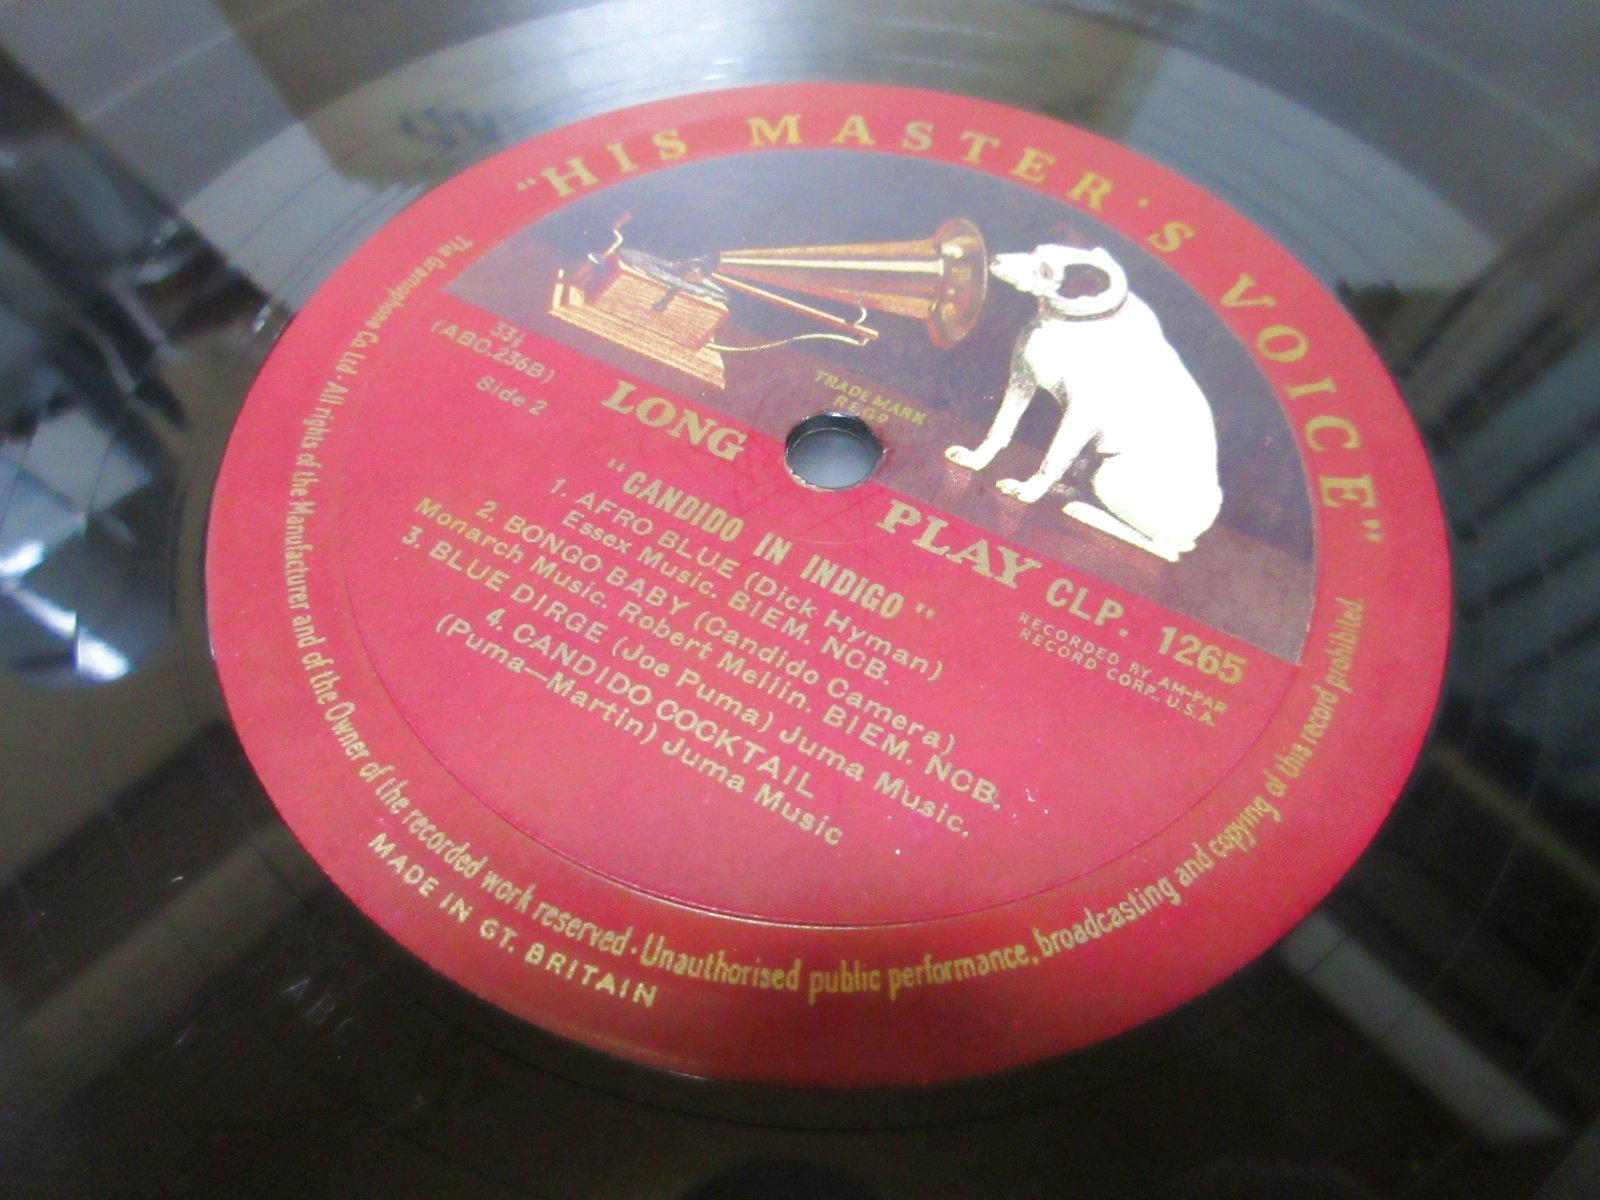 "HIS MASTER'S VOICE"
TRADE MARK
REGD
33⅓
(ABC.236B)
Side 2
LONG PLAY
CLP. 1265
RECORDED BY AM-PAR
RECORD CORP., U.S.A.
"CANDIDO IN INDIGO"
1. AFRO BLUE (Dick Hyman)
Essex Music. BIEM. NCB.
2. BONGO BABY (Candido Camera)
Monarch Music. Robert Mellin. BIEM. NCB.
3. BLUE DIRGE (Joe Puma) Juma Music.
4. CANDIDO COCKTAIL
(Puma—Martin) Juma Music
The Gramophone Co. Ltd · All rights of the Manufacturer and of the Owner of the recorded work reserved · Unauthorised public performance, broadcasting and copying of this record prohibited.
MADE IN GT. BRITAIN
ABC